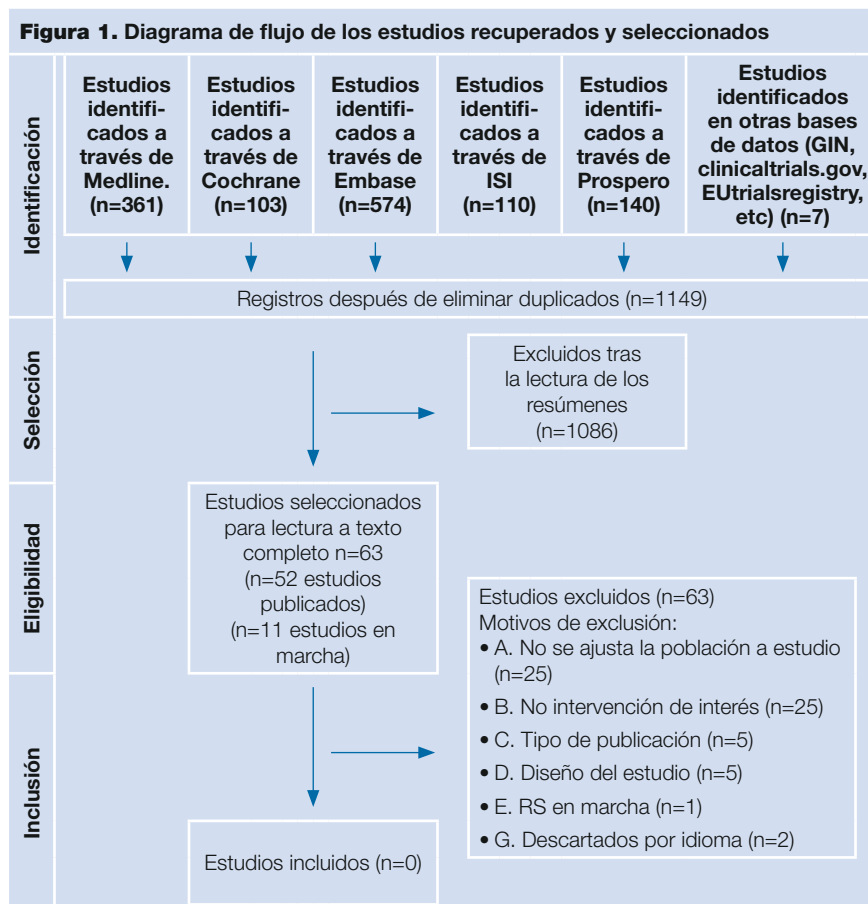 Figura 1. Diagrama de flujo de los estudios recuperados y seleccionados
Identificación
Estudios
identifi-
cados a
través de
Medline.
(n=361)
Estudios
identifi-
cados a
través de
Cochrane
(n=103)
Estudios
identifi-
cados a
través de
Embase
(n=574)
Estudios
identifi-
cados a
través de
ISI
(n=110)
Estudios
identifi-
cados a
través de
Prospero
(n=140)
Estudios
identificados
en otras bases
de datos (GIN,
clinicaltrials.gov,
EUtrialsregistry,
etc) (n=7)
Registros después de eliminar duplicados (n=1149)
Selección
Excluidos tras
la lectura de los
resúmenes
(n=1086)
Eligibilidad
Estudios seleccionados
para lectura a texto
completo n=63
(n=52 estudios
publicados)
(n=11 estudios en
marcha)
Estudios excluidos (n=63)
Motivos de exclusión:
• A. No se ajusta la población a estudio
(n=25)
• B. No intervención de interés (n=25)
• C. Tipo de publicación (n=5)
• D. Diseño del estudio (n=5)
• E. RS en marcha (n=1)
• G. Descartados por idioma (n=2)
Inclusión
Estudios incluidos (n=0)